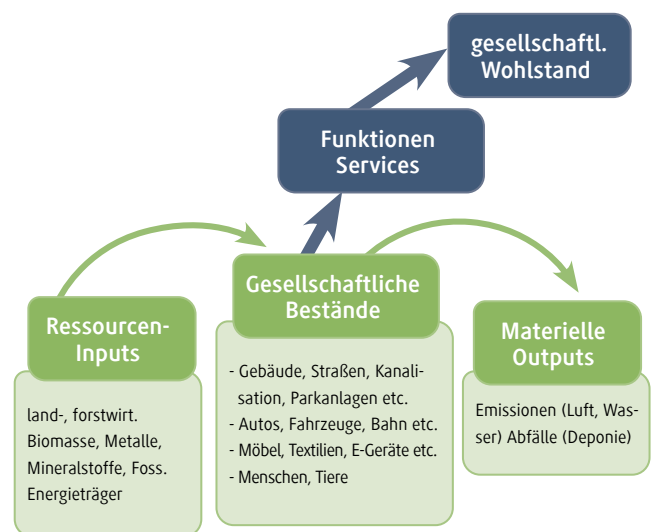 gesellschaftl.
Wohlstand
Funktionen
Services
Ressourcen-
Inputs
land-, forstwirt.
Biomasse, Metalle,
Mineralstoffe, Foss.
Energieträger
Gesellschaftliche
Bestände
- Gebäude, Straßen, Kanali-
sation, Parkanlagen etc.
- Autos, Fahrzeuge, Bahn etc.
- Möbel, Textilien, E-Geräte etc.
- Menschen, Tiere
Materielle
Outputs
Emissionen (Luft, Was-
ser) Abfälle (Deponie)